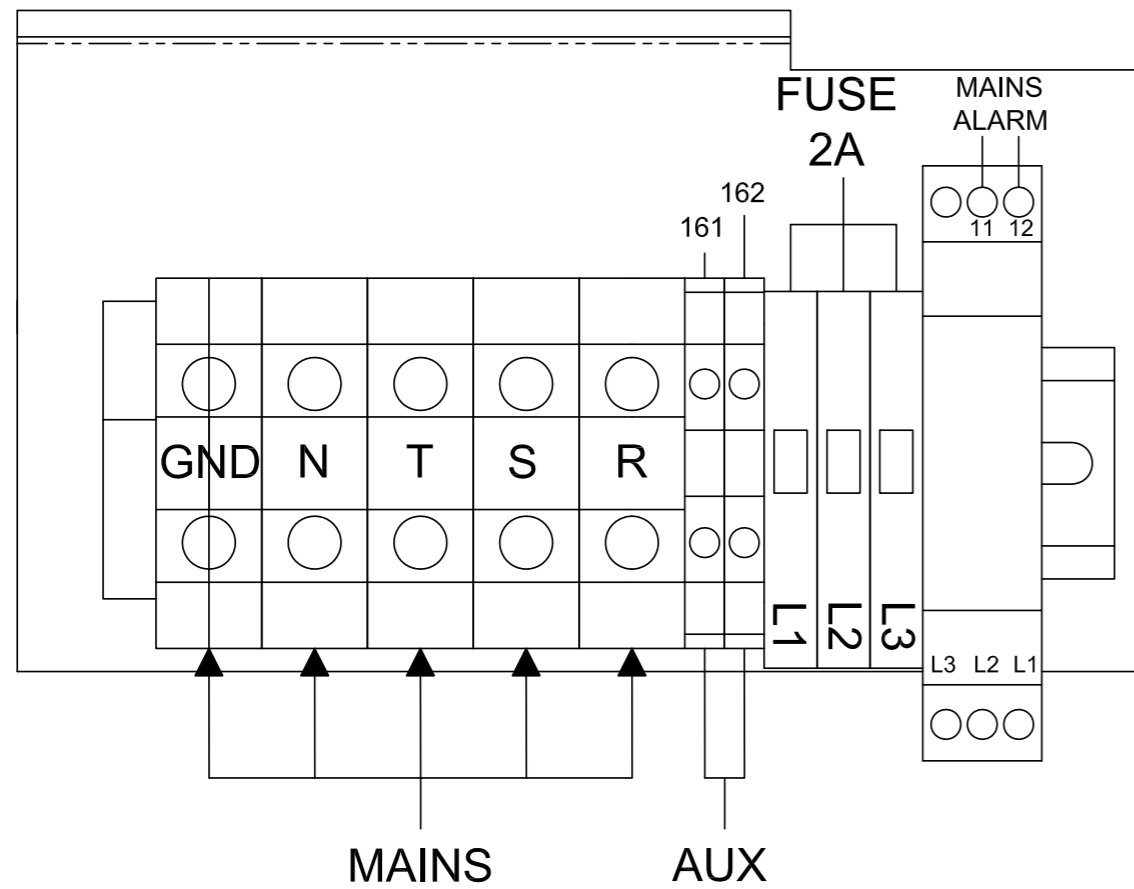 FUSE
2A
MAINS
ALARM
161
162
11 12
GND N T S R
L1 L2 L3
L3 L2 L1
MAINS
AUX